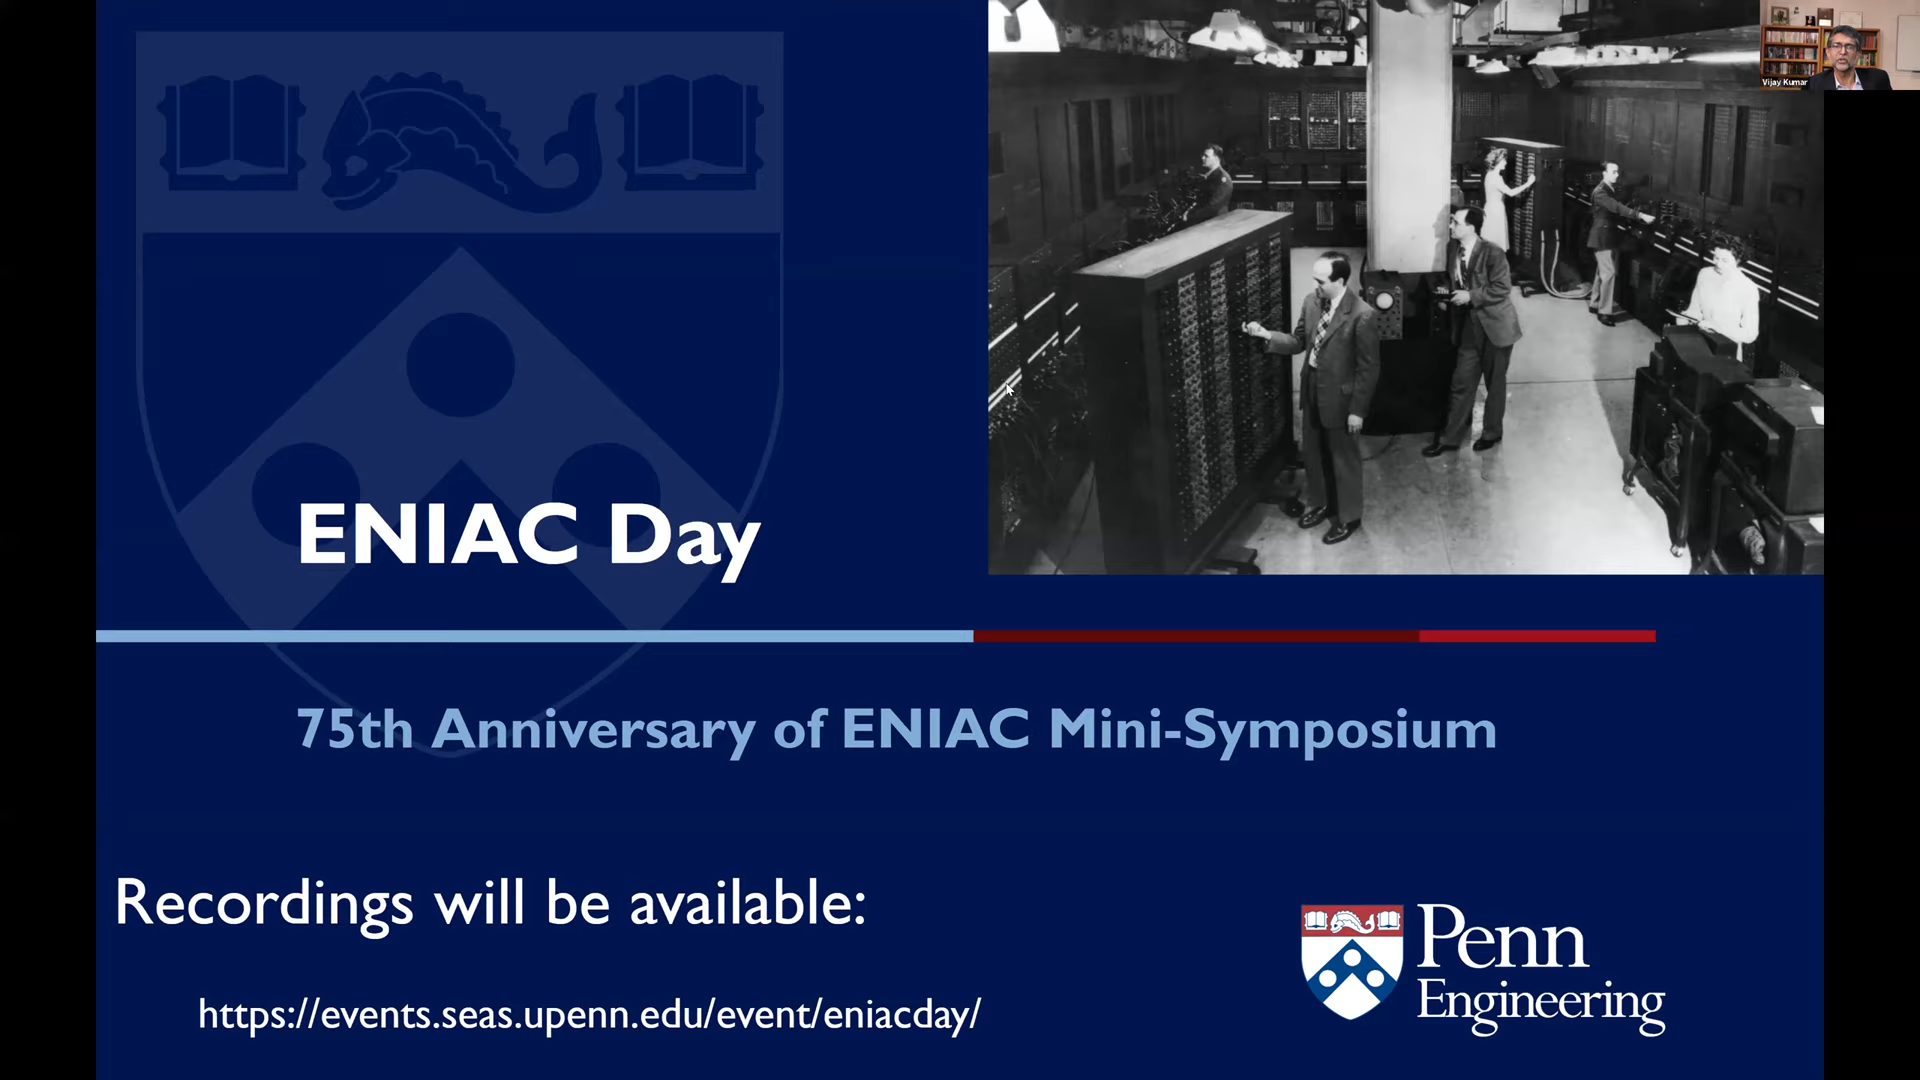 Vijay Kumar
ENIAC Day
75th Anniversary of ENIAC Mini-Symposium
Recordings will be available:
https://events.seas.upenn.edu/event/eniacday/
Penn
Engineering